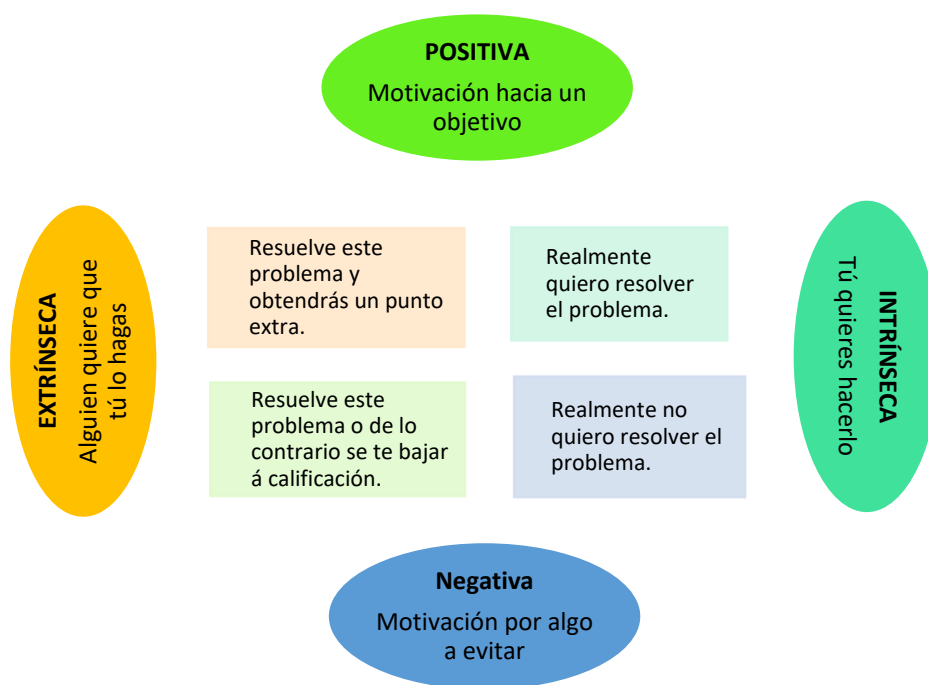 POSITIVA
Motivación hacia un
objetivo
EXTRÍNSECA
Alguien quiere que
tú lo hagas
Resuelve este
problema y
obtendrás un punto
extra.
Realmente
quiero resolver
el problema.
INTRÍNSECA
Tú quieres hacerlo
Resuelve este
problema o de lo
contrario se te bajar
á calificación.
Realmente no
quiero resolver el
problema.
Negativa
Motivación por algo
a evitar